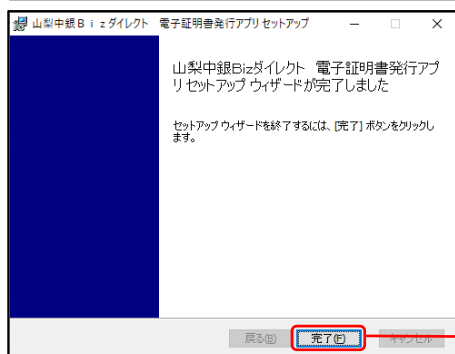 山梨中銀Ｂｉｚダイレクト　電子証明書発行アプリ セットアップ
山梨中銀Bizダイレクト　電子証明書発行アプ
リ セットアップ ウィザードが完了しました
セットアップ ウィザードを終了するには、[完了] ボタンをクリックし
ます。
戻る(B) 完了(F) キャンセル